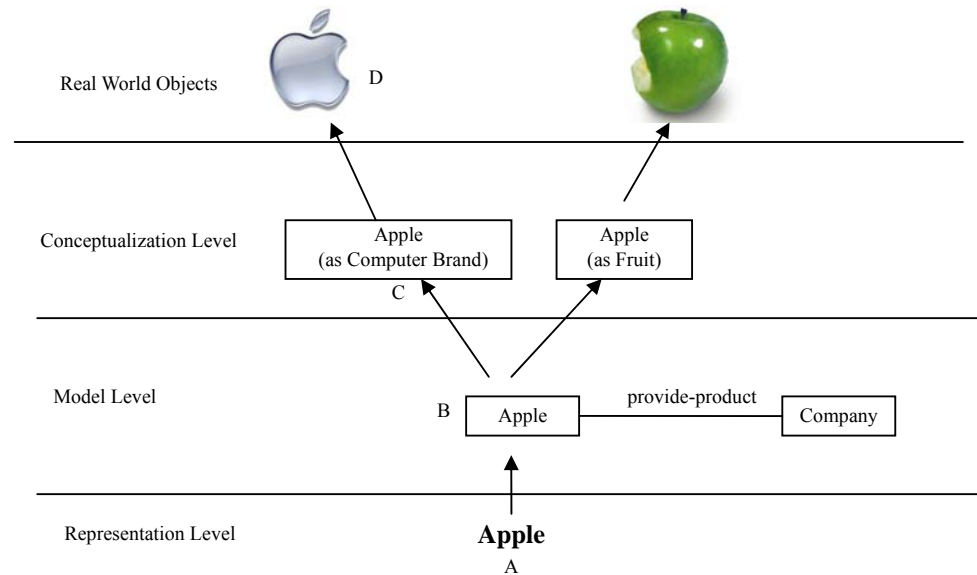 Real World Objects
D
Conceptualization Level
Apple
(as Computer Brand)
Apple
(as Fruit)
C
Model Level
B
Apple
provide-product
Company
Representation Level
Apple
A